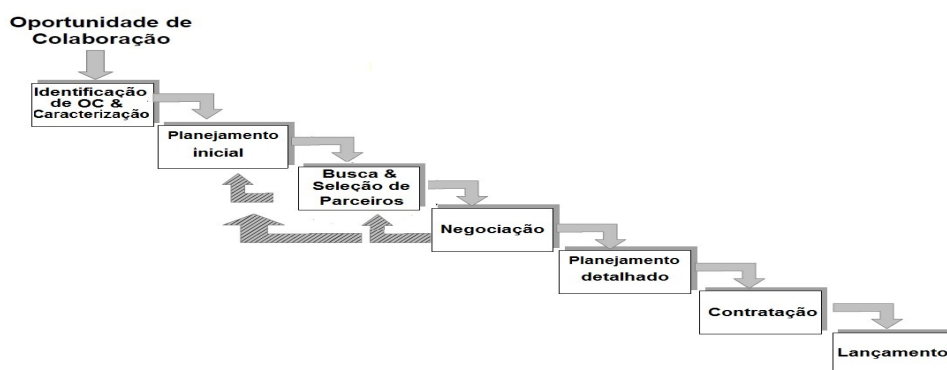 Oportunidade de
Colaboração
Identificação
de OC &
Caracterização
Planejamento
inicial
Busca &
Seleção de
Parceiros
Negociação
Planejamento
detalhado
Contratação
Lançamento